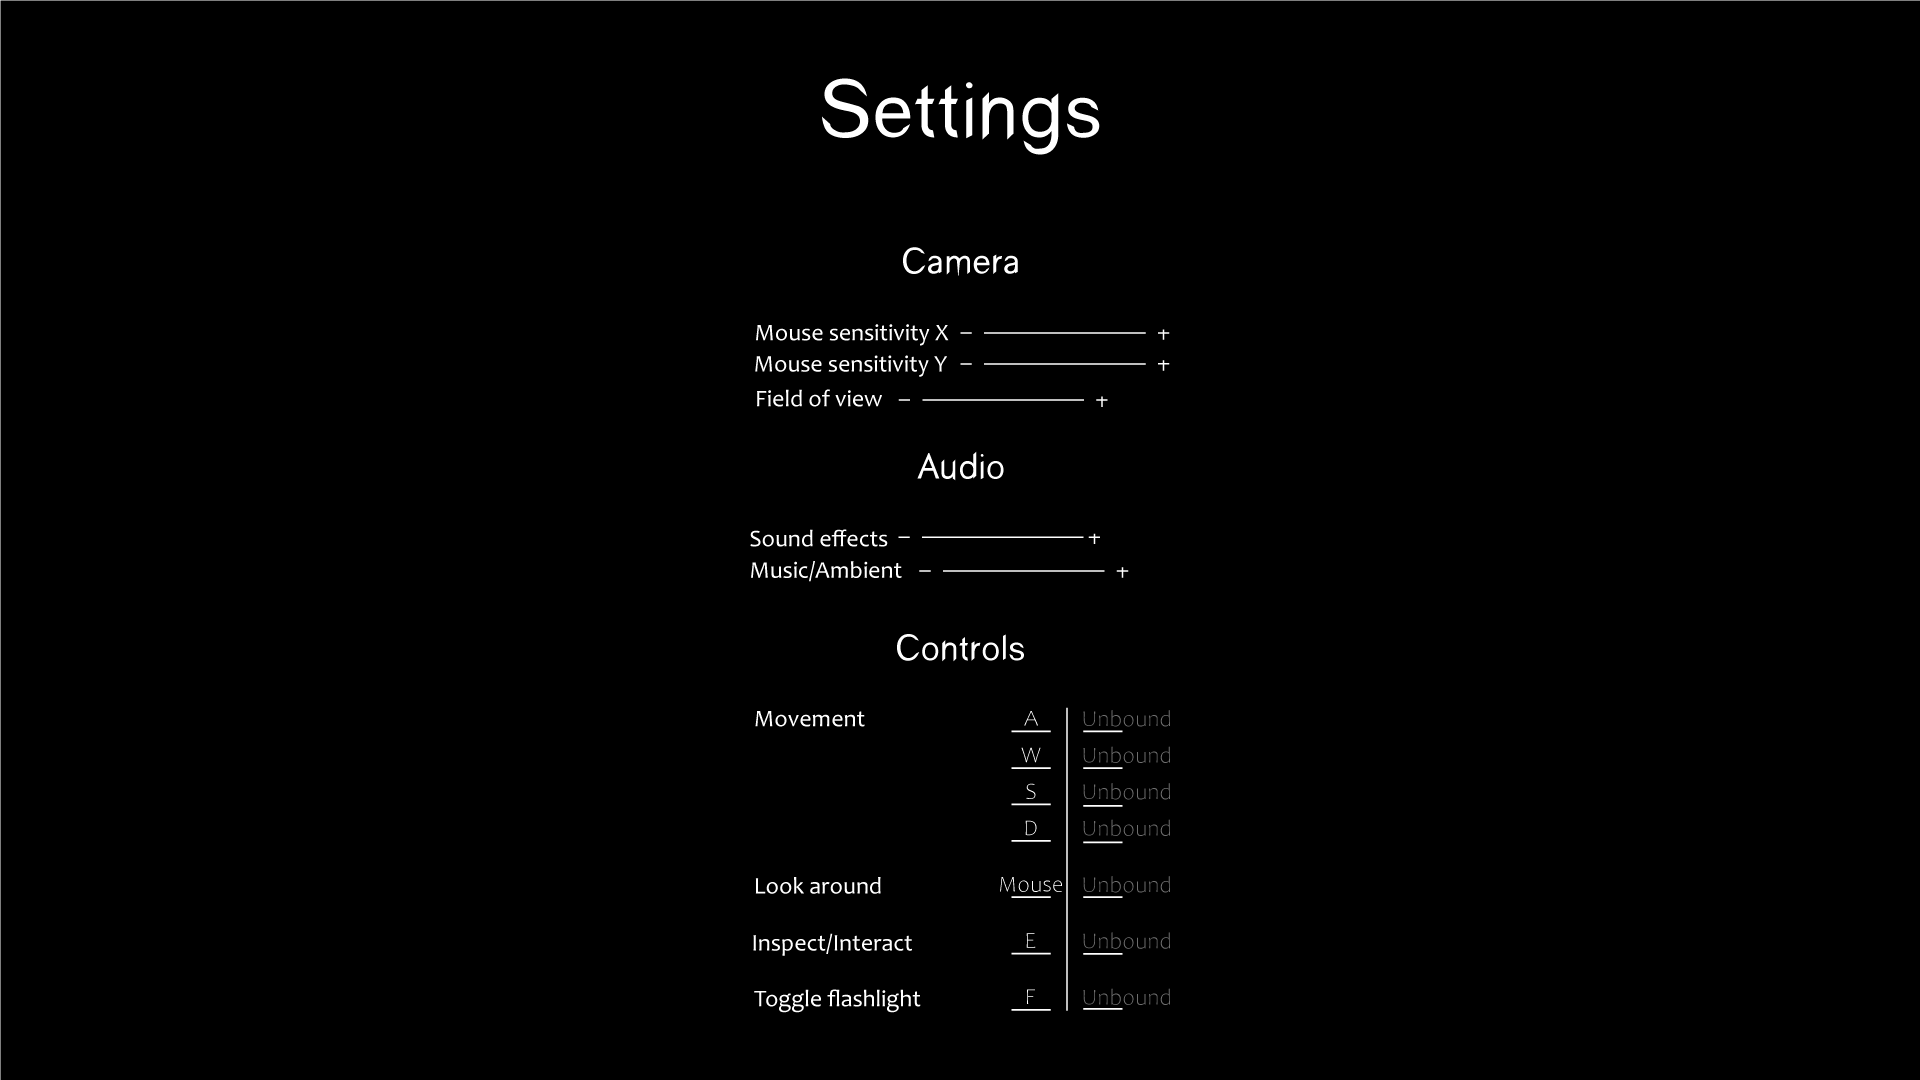 Settings
Camera
Mouse sensitivity X – +
Mouse sensitivity Y – +
Field of view – +
Audio
Sound effects – +
Music/Ambient – +
Controls
Movement A Unbound
W Unbound
S Unbound
D Unbound
Look around Mouse Unbound
Inspect/Interact E Unbound
Toggle flashlight F Unbound